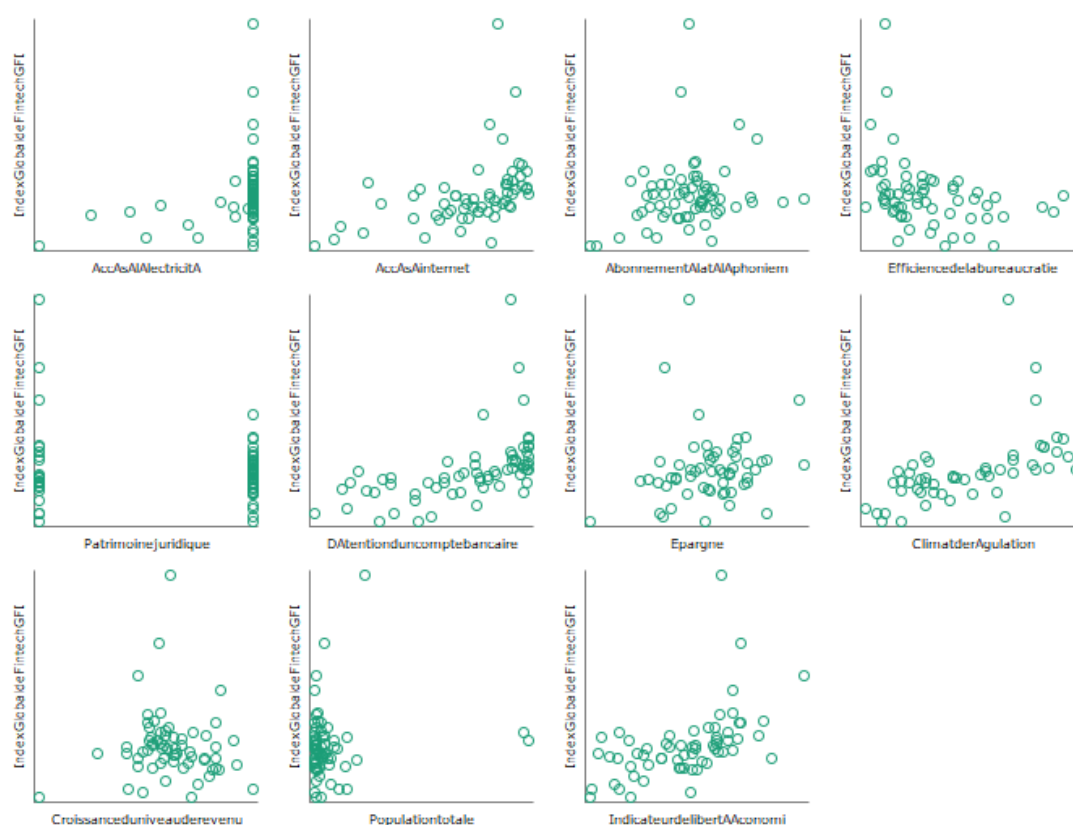 IndexGlobaldeFintechGFI
AccAsAlAlectricitA
IndexGlobaldeFintechGFI
AccAsAinternet
IndexGlobaldeFintechGFI
AbonnementAlatAlAphoniem
IndexGlobaldeFintechGFI
Efficiencedelabureaucratie
IndexGlobaldeFintechGFI
PatrimoineJuridique
IndexGlobaldeFintechGFI
DAtentionduncomptebancaire
IndexGlobaldeFintechGFI
Epargne
IndexGlobaldeFintechGFI
ClimatderAgulation
IndexGlobaldeFintechGFI
Croissanceduniveauderevenu
IndexGlobaldeFintechGFI
Populationtotale
IndexGlobaldeFintechGFI
IndicateurdelibertAAconomi